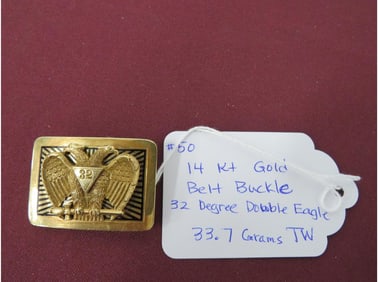 32
#50
14 Kt Gold
Belt Buckle
32 Degree Double Eagle
33.7 Grams TW